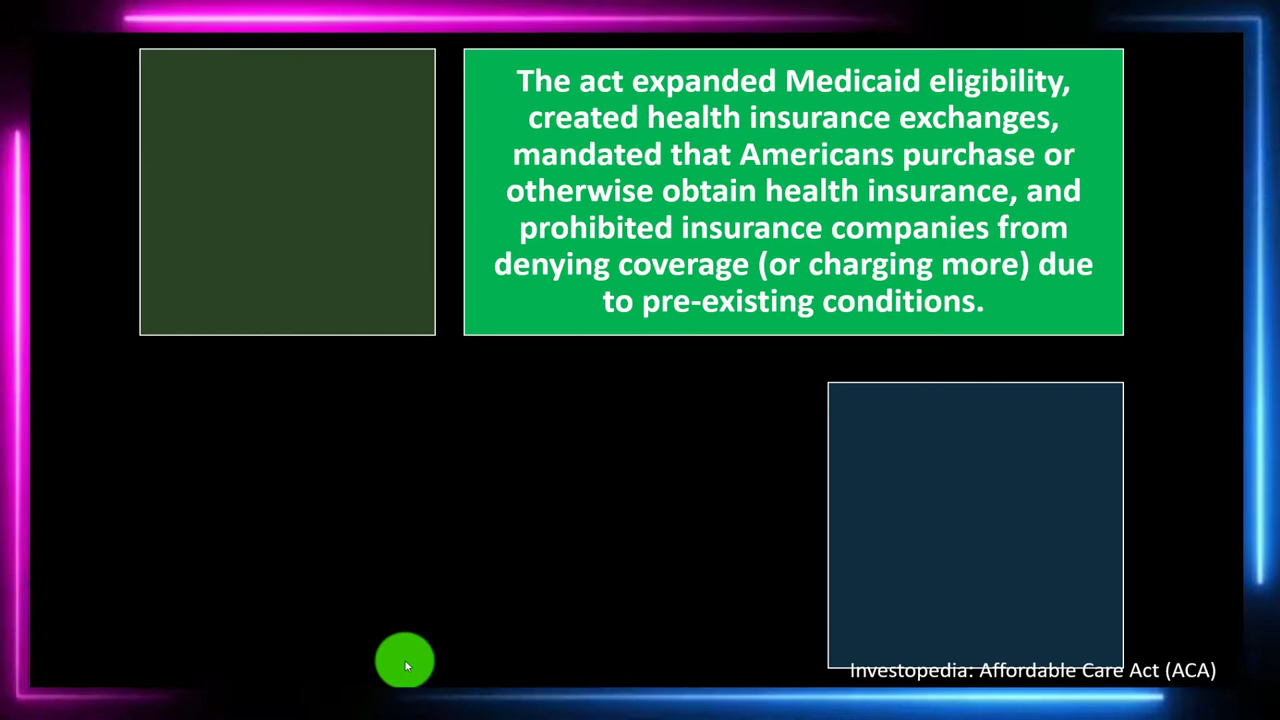 The act expanded Medicaid eligibility,
created health insurance exchanges,
mandated that Americans purchase or
otherwise obtain health insurance, and
prohibited insurance companies from
denying coverage (or charging more) due
to pre-existing conditions.
Investopedia: Affordable Care Act (ACA)